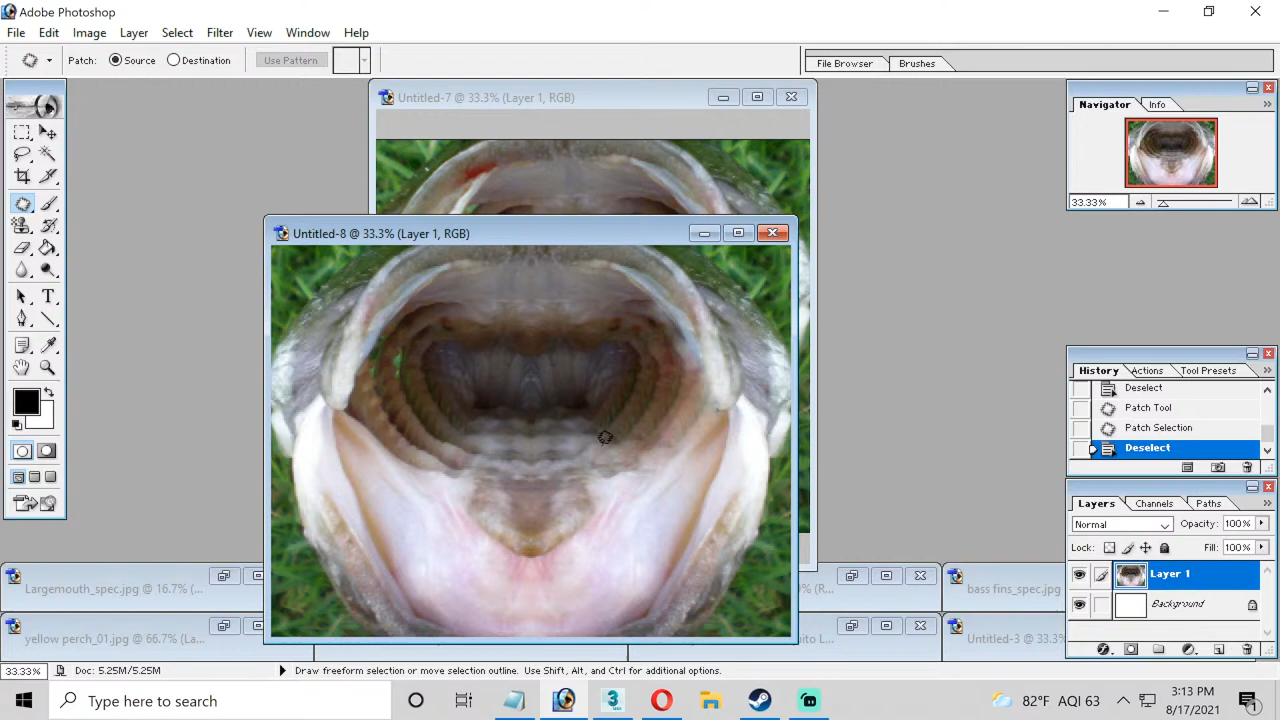 Adobe Photoshop
File Edit Image Layer Select Filter View Window Help
Patch: Source Destination Use Pattern File Browser Brushes
Untitled-7 @ 33.3% (Layer 1, RGB)
Navigator Info
33.33%
Untitled-8 @ 33.3% (Layer 1, RGB)
History Actions Tool Presets
Deselect
Patch Tool
Patch Selection
Deselect
Layers Channels Paths
Normal Opacity: 100%
Lock: Fill: 100%
Layer 1
Background
Largemouth_spec.jpg @ 16.7% (... bass fins_spec.jpg
yellow perch_01.jpg @ 66.7% (La... Untitled-3 @ 33.3%
33.33% Doc: 5.25M/5.25M Draw freeform selection or move selection outline. Use Shift, Alt, and Ctrl for additional options.
Type here to search 82°F AQI 63 3:13 PM
8/17/2021